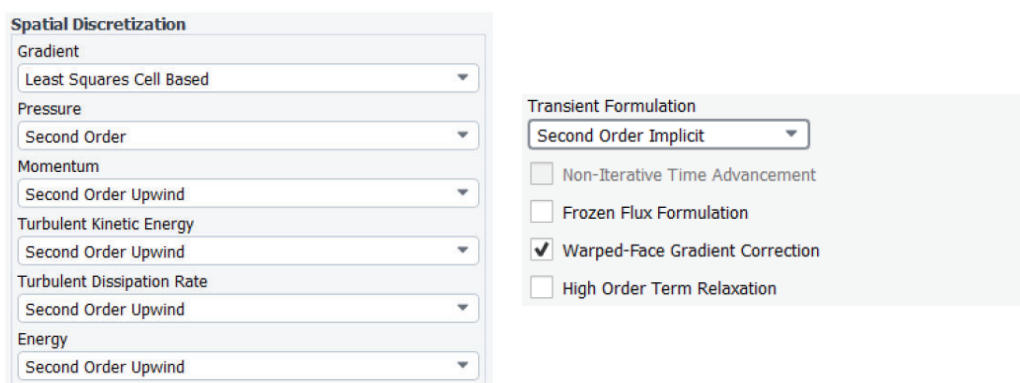 Spatial Discretization
Gradient
Least Squares Cell Based
Pressure
Second Order
Momentum
Second Order Upwind
Turbulent Kinetic Energy
Second Order Upwind
Turbulent Dissipation Rate
Second Order Upwind
Energy
Second Order Upwind
Transient Formulation
Second Order Implicit
Non-Iterative Time Advancement
Frozen Flux Formulation
Warped-Face Gradient Correction
High Order Term Relaxation